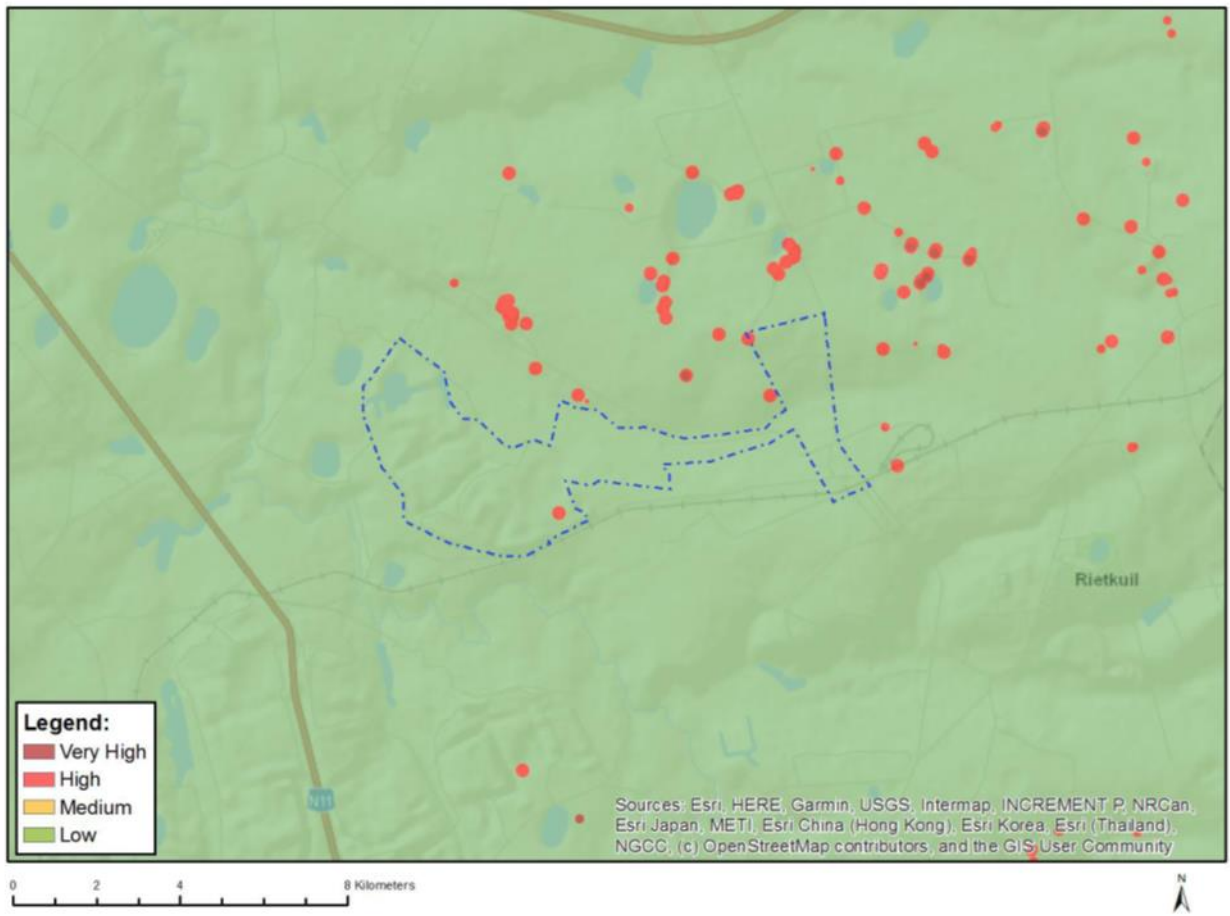 Rietkuil
N11
Legend:
Very High
High
Medium
Low
Sources: Esri, HERE, Garmin, USGS, Intermap, INCREMENT P, NRCan,
Esri Japan, METI, Esri China (Hong Kong), Esri Korea, Esri (Thailand),
NGCC, (c) OpenStreetMap contributors, and the GIS User Community
0 2 4 8 Kilometers
N